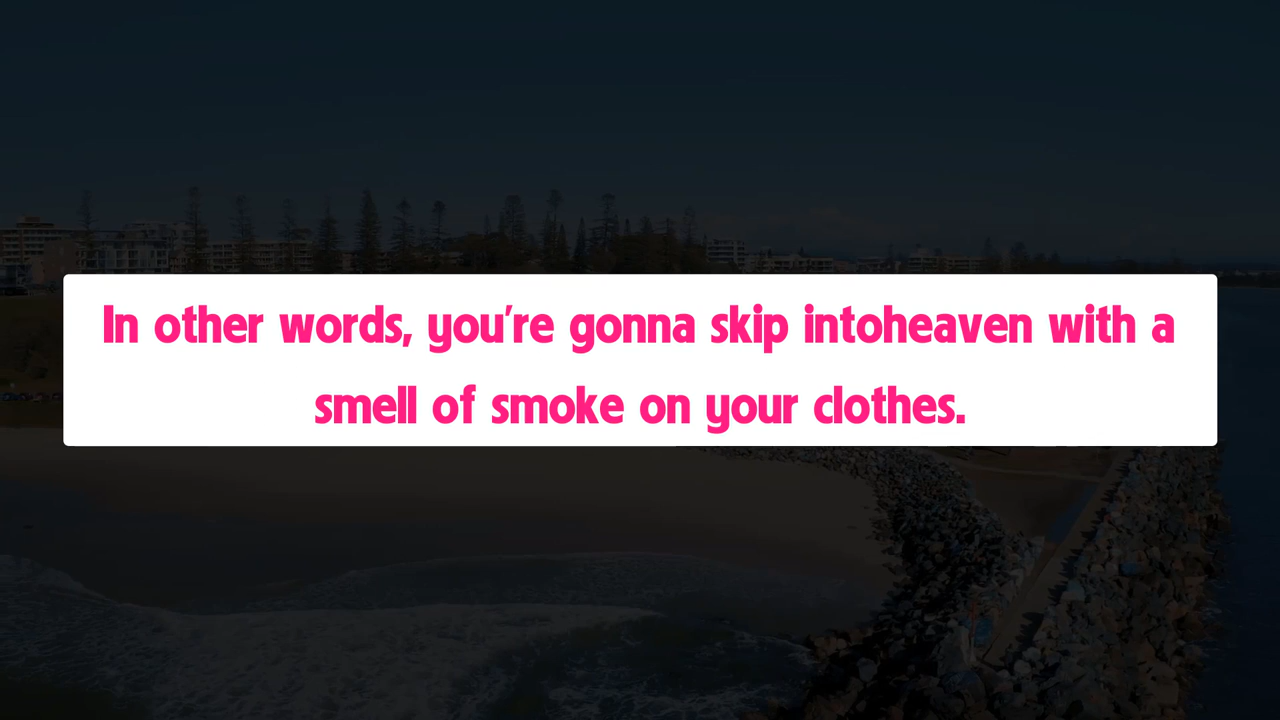 In other words, you're gonna skip intoheaven with a
smell of smoke on your clothes.